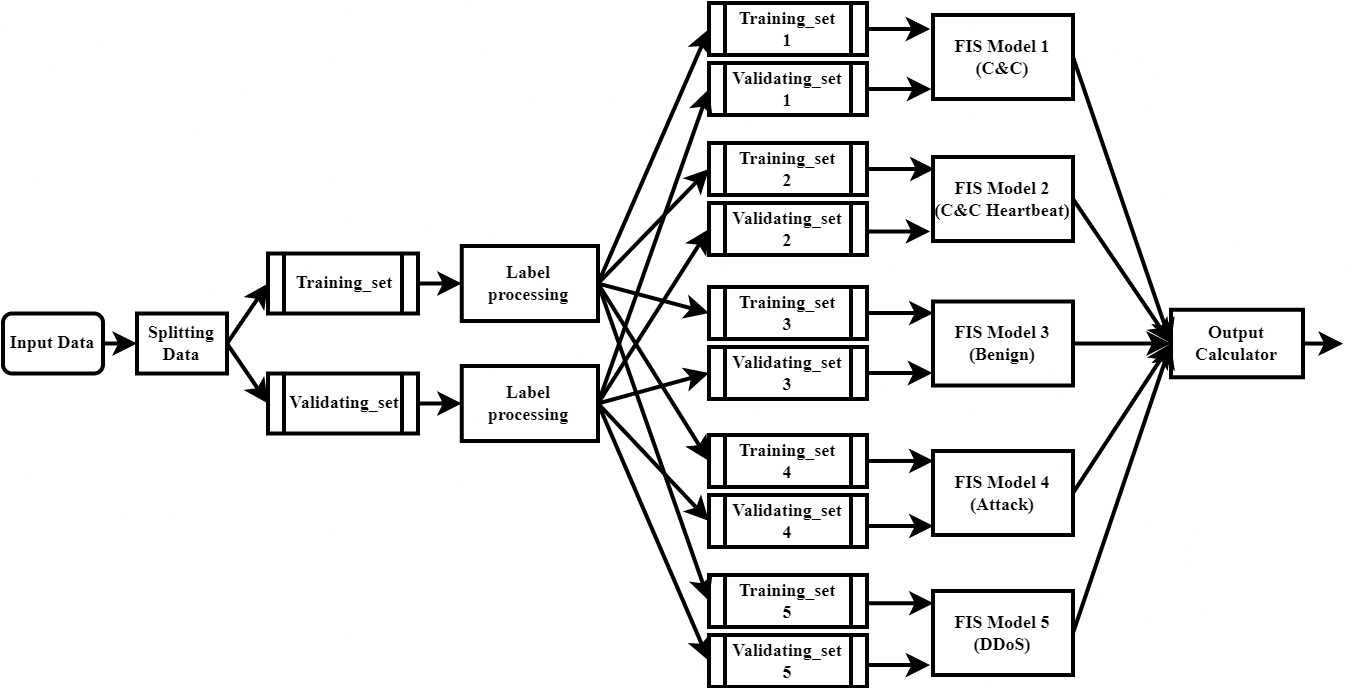 Input Data
Splitting
Data
Training_set
Validating_set
Label
processing
Label
processing
Training_set
1
Validating_set
1
Training_set
2
Validating_set
2
Training_set
3
Validating_set
3
Training_set
4
Validating_set
4
Training_set
5
Validating_set
5
FIS Model 1
(C&C)
FIS Model 2
(C&C Heartbeat)
FIS Model 3
(Benign)
FIS Model 4
(Attack)
FIS Model 5
(DDoS)
Output
Calculator